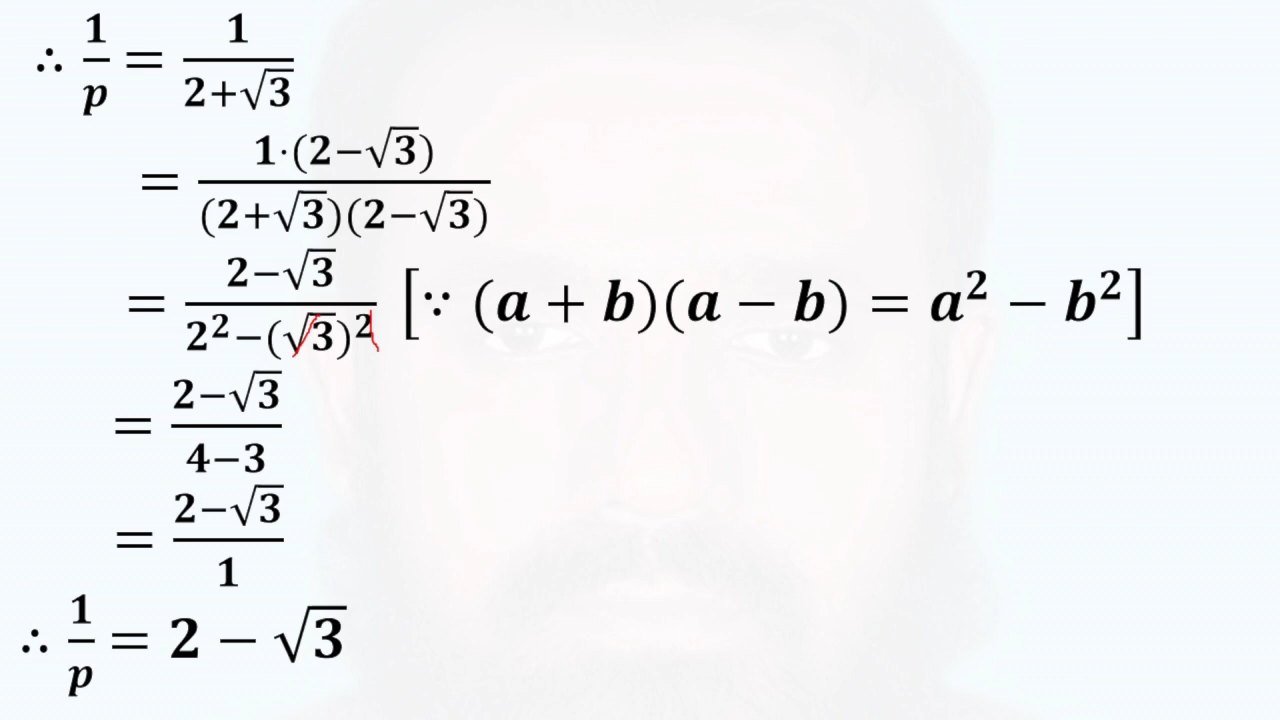 ∴ 1/p = 1/(2+√3)
= 1·(2−√3)/((2+√3)(2−√3))
= (2−√3)/(2²−(√3)²) [∵ (a + b)(a − b) = a² − b²]
= (2−√3)/(4−3)
= (2−√3)/1
∴ 1/p = 2 − √3